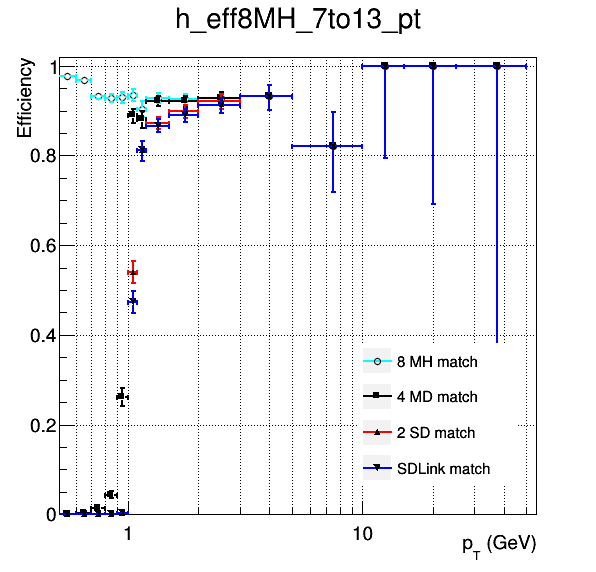 h_eff8MH_7to13_pt
Efficiency
1
0.8
0.6
0.4
0.2
0
8 MH match
4 MD match
2 SD match
SDLink match
1
10
p_T (GeV)